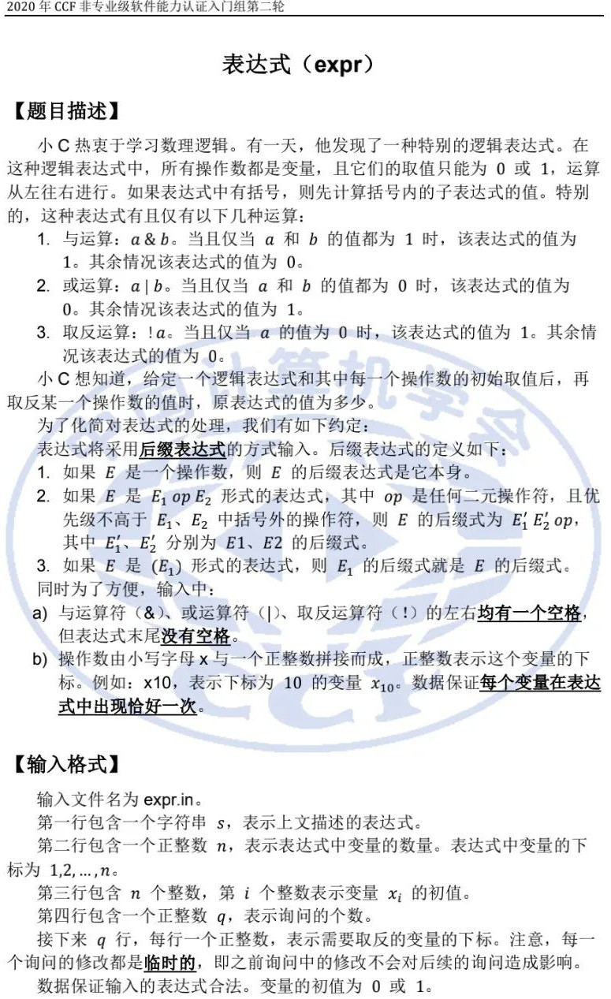 2020 年 CCF 非专业级软件能力认证入门组第二轮
表达式（expr）
【题目描述】
小 C 热衷于学习数理逻辑。有一天，他发现了一种特别的逻辑表达式。在
这种逻辑表达式中，所有操作数都是变量，且它们的取值只能为 0 或 1，运算
从左往右进行。如果表达式中有括号，则先计算括号内的子表达式的值。特别
的，这种表达式有且仅有以下几种运算：
1. 与运算：a & b。当且仅当 a 和 b 的值都为 1 时，该表达式的值为
1。其余情况该表达式的值为 0。
2. 或运算：a | b。当且仅当 a 和 b 的值都为 0 时，该表达式的值为
0。其余情况该表达式的值为 1。
3. 取反运算：!a。当且仅当 a 的值为 0 时，该表达式的值为 1。其余情
况该表达式的值为 0。
小 C 想知道，给定一个逻辑表达式和其中每一个操作数的初始取值后，再
取反某一个操作数的值时，原表达式的值为多少。
为了化简对表达式的处理，我们有如下约定：
表达式将采用后缀表达式的方式输入。后缀表达式的定义如下：
1. 如果 E 是一个操作数，则 E 的后缀表达式是它本身。
2. 如果 E 是 E₁ op E₂ 形式的表达式，其中 op 是任何二元操作符，且优
先级不高于 E₁、E₂ 中括号外的操作符，则 E 的后缀式为 E₁′ E₂′ op，
其中 E₁′、E₂′ 分别为 E1、E2 的后缀式。
3. 如果 E 是 (E₁) 形式的表达式，则 E₁ 的后缀式就是 E 的后缀式。
同时为了方便，输入中：
a) 与运算符（&）、或运算符（|）、取反运算符（!）的左右均有一个空格，
但表达式末尾没有空格。
b) 操作数由小写字母 x 与一个正整数拼接而成，正整数表示这个变量的下
标。例如：x10，表示下标为 10 的变量 x₁₀。数据保证每个变量在表达
式中出现恰好一次。
【输入格式】
输入文件名为 expr.in。
第一行包含一个字符串 s，表示上文描述的表达式。
第二行包含一个正整数 n，表示表达式中变量的数量。表达式中变量的下
标为 1,2, … , n。
第三行包含 n 个整数，第 i 个整数表示变量 xᵢ 的初值。
第四行包含一个正整数 q，表示询问的个数。
接下来 q 行，每行一个正整数，表示需要取反的变量的下标。注意，每一
个询问的修改都是临时的，即之前询问中的修改不会对后续的询问造成影响。
数据保证输入的表达式合法。变量的初值为 0 或 1。
中国计算机学会
CCF